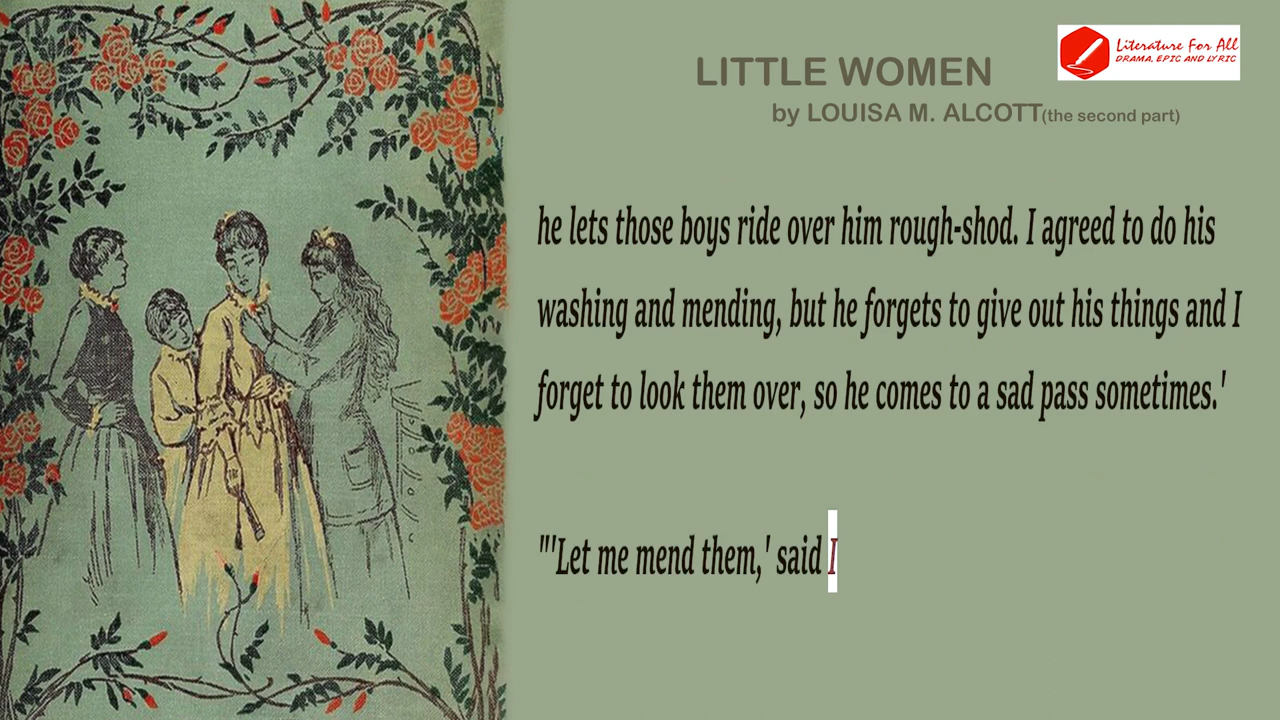 LITTLE WOMEN
by LOUISA M. ALCOTT(the second part)
Literature For All
DRAMA, EPIC AND LYRIC
he lets those boys ride over him rough-shod. I agreed to do his
washing and mending, but he forgets to give out his things and I
forget to look them over, so he comes to a sad pass sometimes.'
"'Let me mend them,' said I